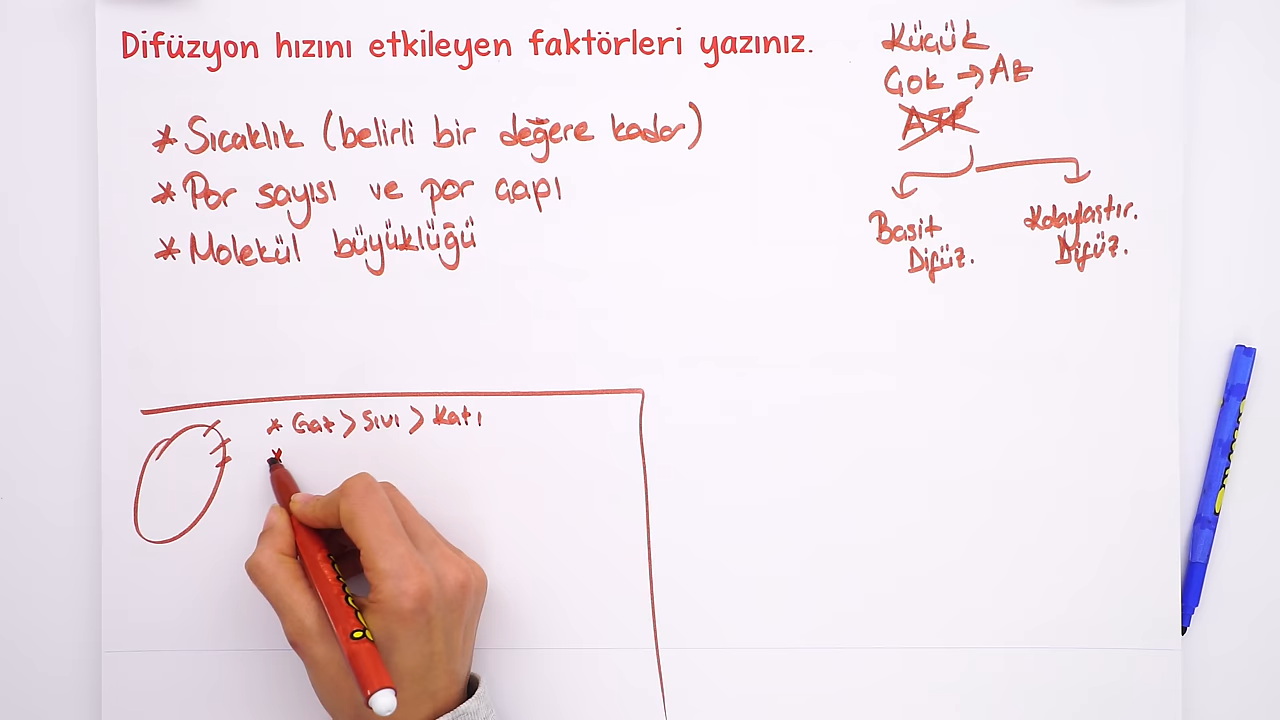 Difüzyon hızını etkileyen faktörleri yazınız.
* Sıcaklık (belirli bir değere kadar)
* Por sayısı ve por çapı
* Molekül büyüklüğü
Küçük
Çok → Az
ATP
Basit
Difüz.
Kolaylaştır.
Difüz.
* Gaz > Sıvı > Katı
*